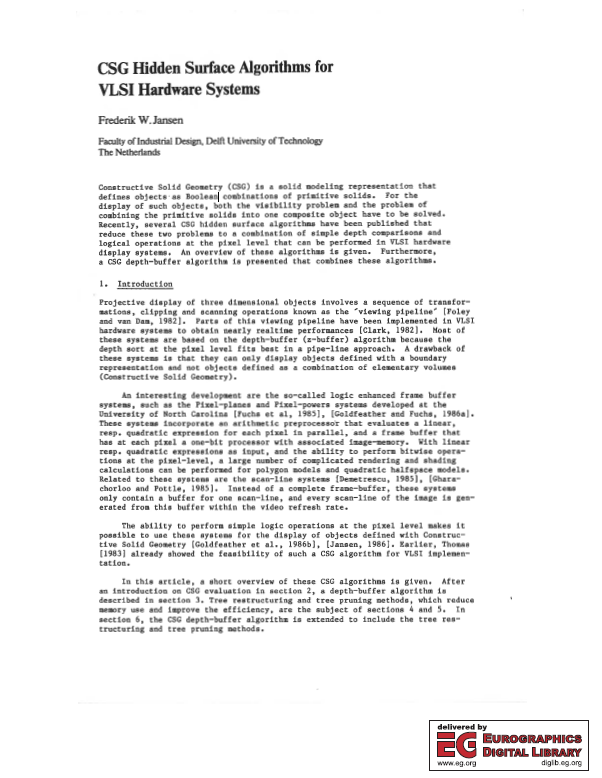 CSG Hidden Surface Algorithms for
VLSI Hardware Systems
Frederik W. Jansen
Faculty of Industrial Design, Delft University of Technology
The Netherlands
Constructive Solid Geometry (CSG) is a solid modeling representation that
defines objects as Boolean combinations of primitive solids. For the
display of such objects, both the visibility problem and the problem of
combining the primitive solids into one composite object have to be solved.
Recently, several CSG hidden surface algorithms have been published that
reduce these two problems to a combination of simple depth comparisons and
logical operations at the pixel level that can be performed in VLSI hardware
display systems. An overview of these algorithms is given. Furthermore,
a CSG depth-buffer algorithm is presented that combines these algorithms.
1. Introduction
Projective display of three dimensional objects involves a sequence of transfor-
mations, clipping and scanning operations known as the "viewing pipeline" [Foley
and van Dam, 1982]. Parts of this viewing pipeline have been implemented in VLSI
hardware systems to obtain nearly realtime performances [Clark, 1982]. Most of
these systems are based on the depth-buffer (z-buffer) algorithm because the
depth sort at the pixel level fits best in a pipe-line approach. A drawback of
these systems is that they can only display objects defined with a boundary
representation and not objects defined as a combination of elementary volumes
(Constructive Solid Geometry).
An interesting development are the so-called logic enhanced frame buffer
systems, such as the Pixel-planes and Pixel-powers systems developed at the
University of North Carolina [Fuchs et al, 1985], [Goldfeather and Fuchs, 1986a].
These systems incorporate an arithmetic preprocessor that evaluates a linear,
resp. quadratic expression for each pixel in parallel, and a frame buffer that
has at each pixel a one-bit processor with associated image-memory. With linear
resp. quadratic expressions as input, and the ability to perform bitwise opera-
tions at the pixel-level, a large number of complicated rendering and shading
calculations can be performed for polygon models and quadratic halfspace models.
Related to these systems are the scan-line systems [Demetrescu, 1985], [Ghara-
chorloo and Pottle, 1985]. Instead of a complete frame-buffer, these systems
only contain a buffer for one scan-line, and every scan-line of the image is gen-
erated from this buffer within the video refresh rate.
The ability to perform simple logic operations at the pixel level makes it
possible to use these systems for the display of objects defined with Construc-
tive Solid Geometry [Goldfeather et al., 1986b], [Jansen, 1986]. Earlier, Thomas
[1983] already showed the feasibility of such a CSG algorithm for VLSI implemen-
tation.
In this article, a short overview of these CSG algorithms is given. After
an introduction on CSG evaluation in section 2, a depth-buffer algorithm is
described in section 3. Tree restructuring and tree pruning methods, which reduce
memory use and improve the efficiency, are the subject of sections 4 and 5. In
section 6, the CSG depth-buffer algorithm is extended to include the tree res-
tructuring and tree pruning methods.
delivered by
EG EUROGRAPHICS
DIGITAL LIBRARY
www.eg.org diglib.eg.org